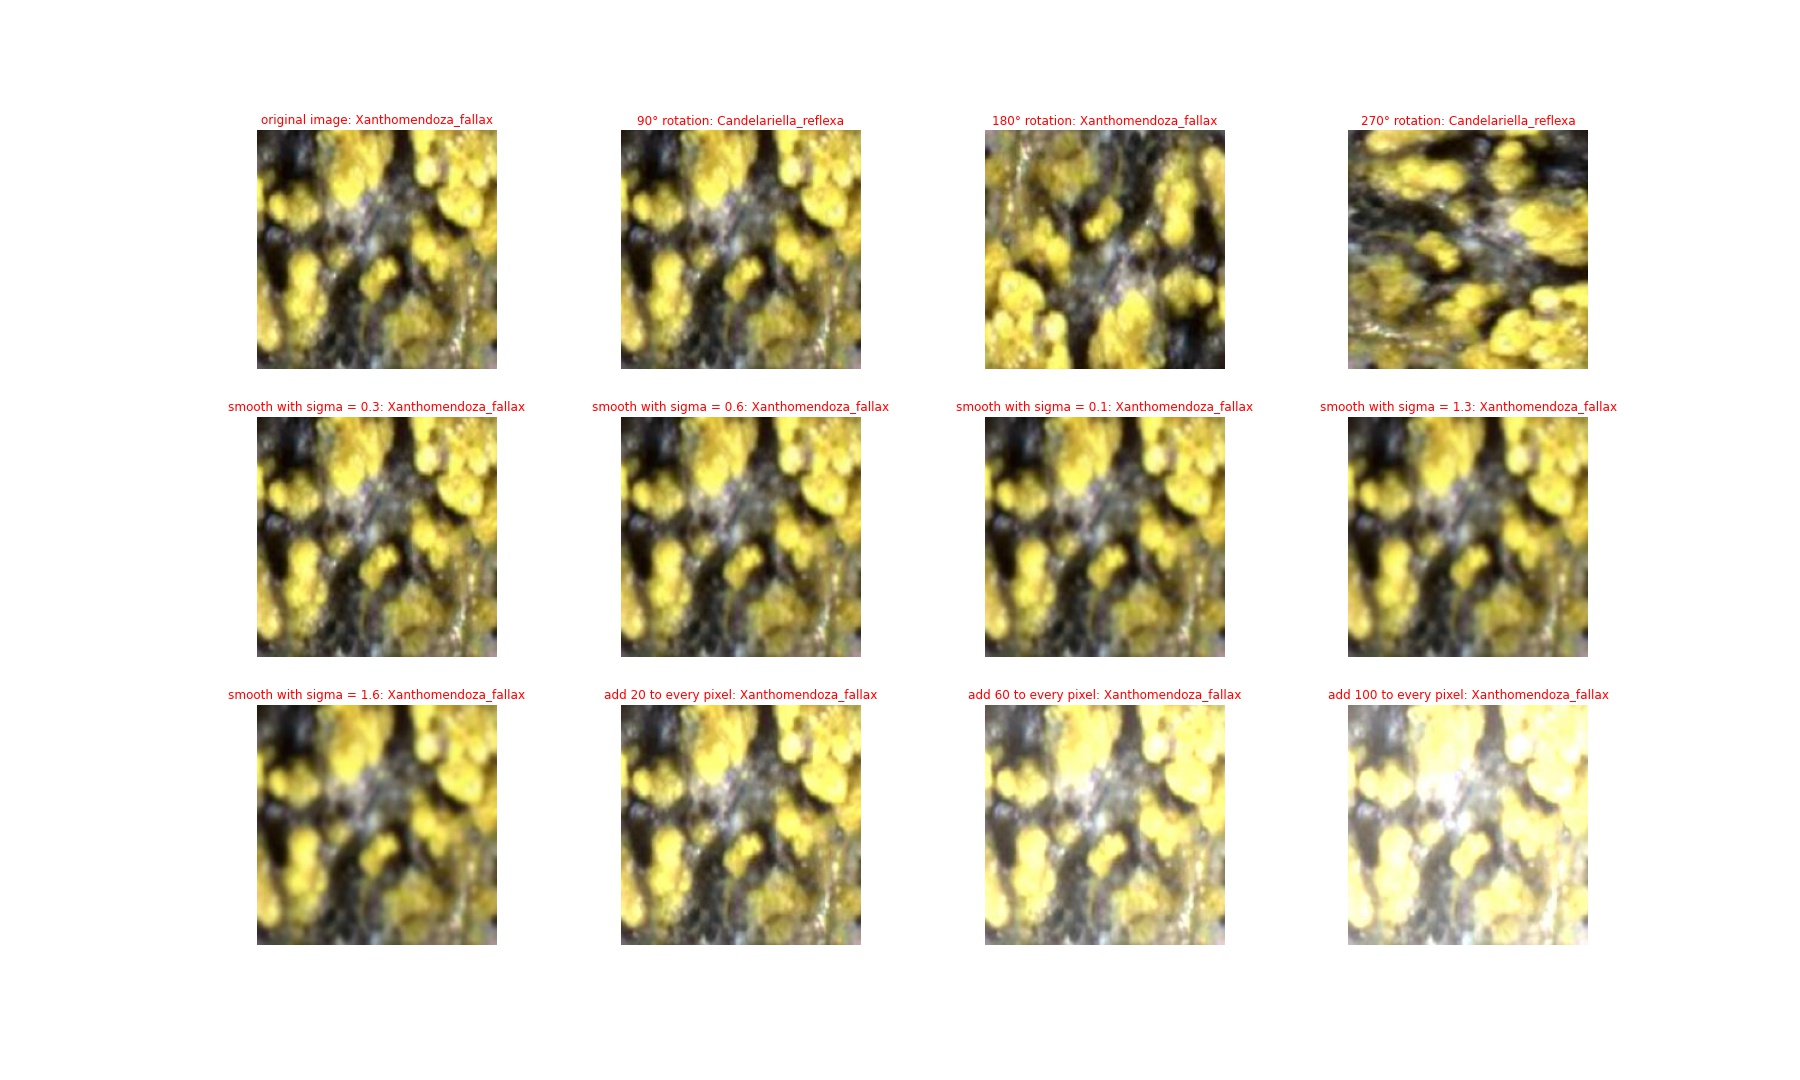 original image: Xanthomendoza_fallax
90° rotation: Candelariella_reflexa
180° rotation: Xanthomendoza_fallax
270° rotation: Candelariella_reflexa
smooth with sigma = 0.3: Xanthomendoza_fallax
smooth with sigma = 0.6: Xanthomendoza_fallax
smooth with sigma = 0.1: Xanthomendoza_fallax
smooth with sigma = 1.3: Xanthomendoza_fallax
smooth with sigma = 1.6: Xanthomendoza_fallax
add 20 to every pixel: Xanthomendoza_fallax
add 60 to every pixel: Xanthomendoza_fallax
add 100 to every pixel: Xanthomendoza_fallax